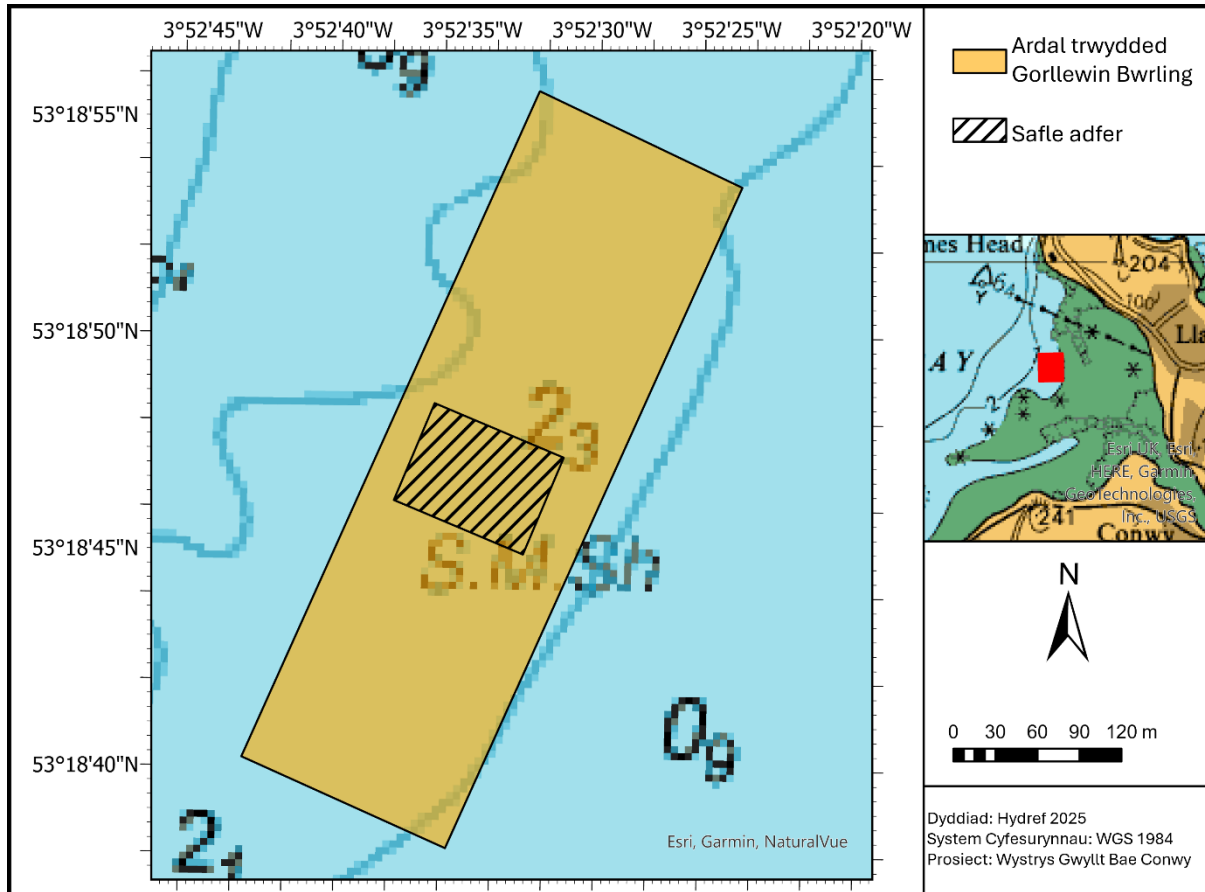 3°52'45"W 3°52'40"W 3°52'35"W 3°52'30"W 3°52'25"W 3°52'20"W
53°18'55"N
53°18'50"N
53°18'45"N
53°18'40"N
2₃
S.M.Sh
0₉
2₁
Esri, Garmin, NaturalVue
Ardal trwydded
Gorllewin Bwrling
Safle adfer
mes Head
204
100
64
Y
AY
Lla
2
Esri UK, Esri,
HERE, Garmin,
GeoTechnologies,
Inc., USGS
241
Conwy
N
0 30 60 90 120 m
Dyddiad: Hydref 2025
System Cyfesurynnau: WGS 1984
Prosiect: Wystrys Gwyllt Bae Conwy